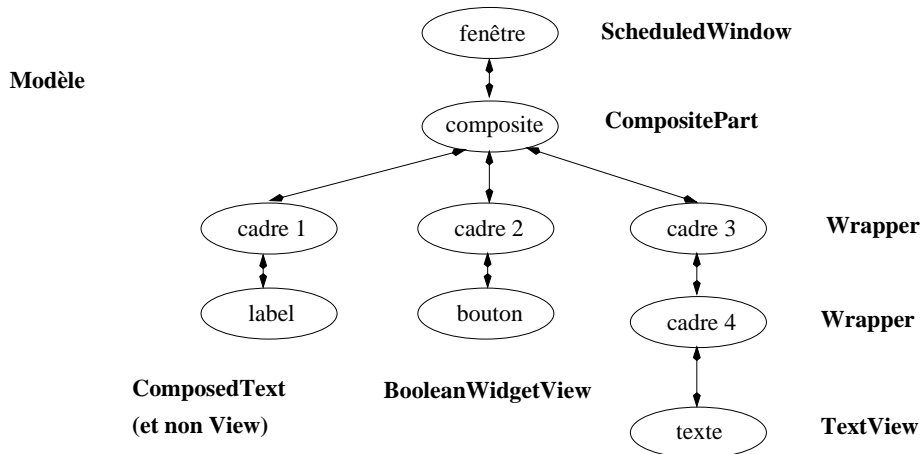 fenêtre ScheduledWindow
Modèle
composite CompositePart
cadre 1 cadre 2 cadre 3 Wrapper
label bouton cadre 4 Wrapper
ComposedText BooleanWidgetView
(et non View) texte TextView